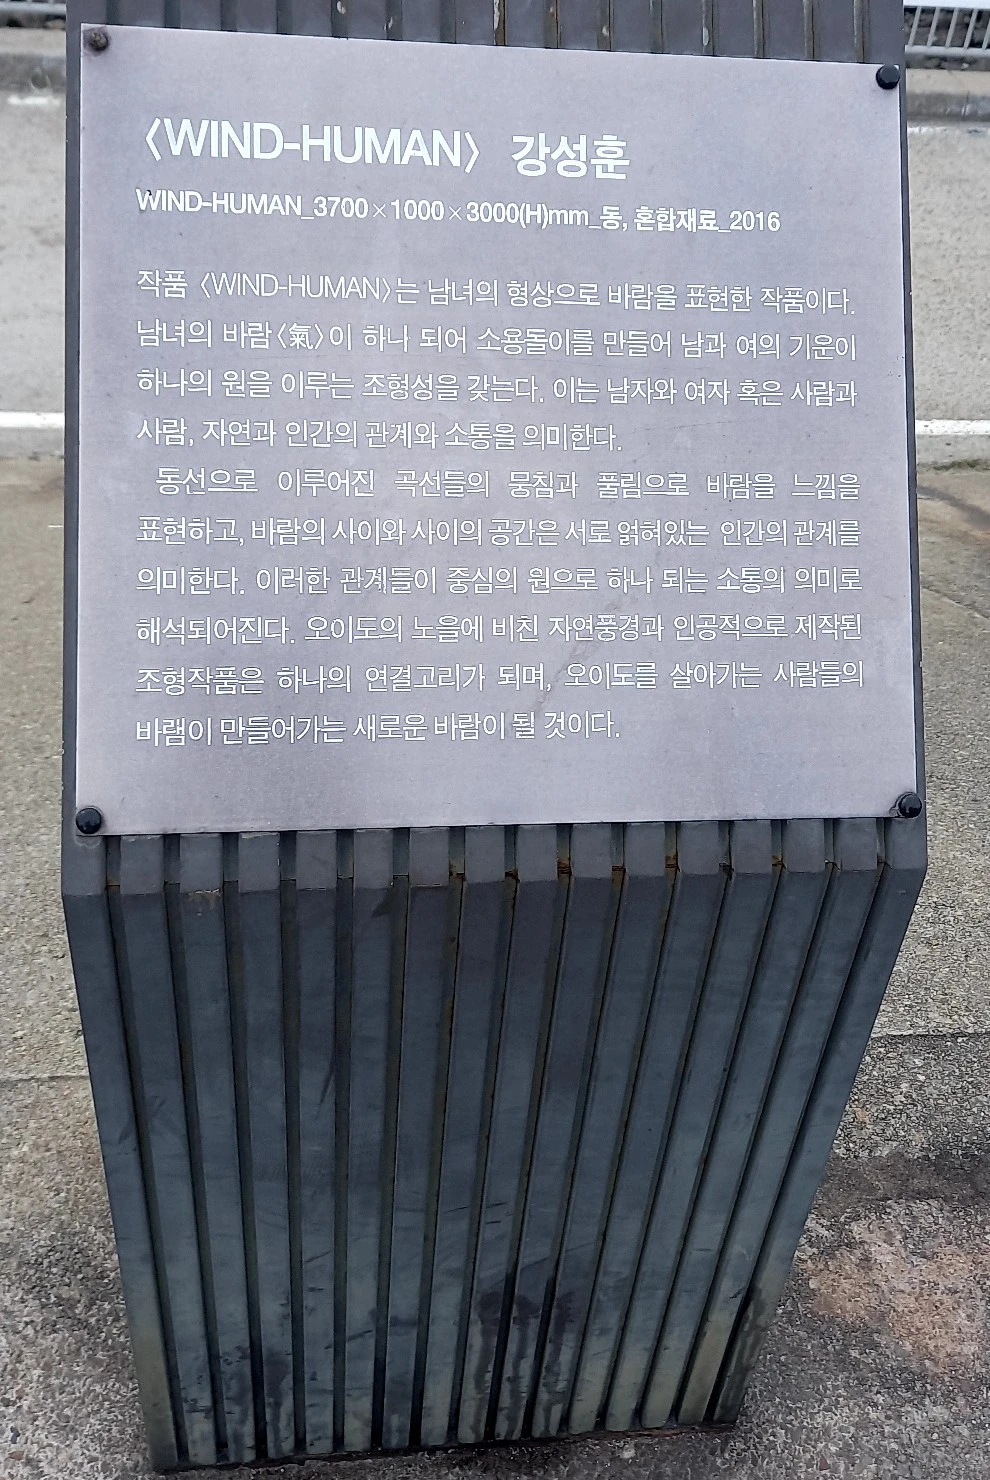 〈WIND-HUMAN〉 강성훈
WIND-HUMAN_3700×1000×3000(H)mm_동, 혼합재료_2016
작품 〈WIND-HUMAN〉는 남녀의 형상으로 바람을 표현한 작품이다.
남녀의 바람〈氣〉이 하나 되어 소용돌이를 만들어 남과 여의 기운이
하나의 원을 이루는 조형성을 갖는다. 이는 남자와 여자 혹은 사람과
사람, 자연과 인간의 관계와 소통을 의미한다.
동선으로 이루어진 곡선들의 뭉침과 풀림으로 바람을 느낌을
표현하고, 바람의 사이와 사이의 공간은 서로 얽혀있는 인간의 관계를
의미한다. 이러한 관계들이 중심의 원으로 하나 되는 소통의 의미로
해석되어진다. 오이도의 노을에 비친 자연풍경과 인공적으로 제작된
조형작품은 하나의 연결고리가 되며, 오이도를 살아가는 사람들의
바램이 만들어가는 새로운 바람이 될 것이다.